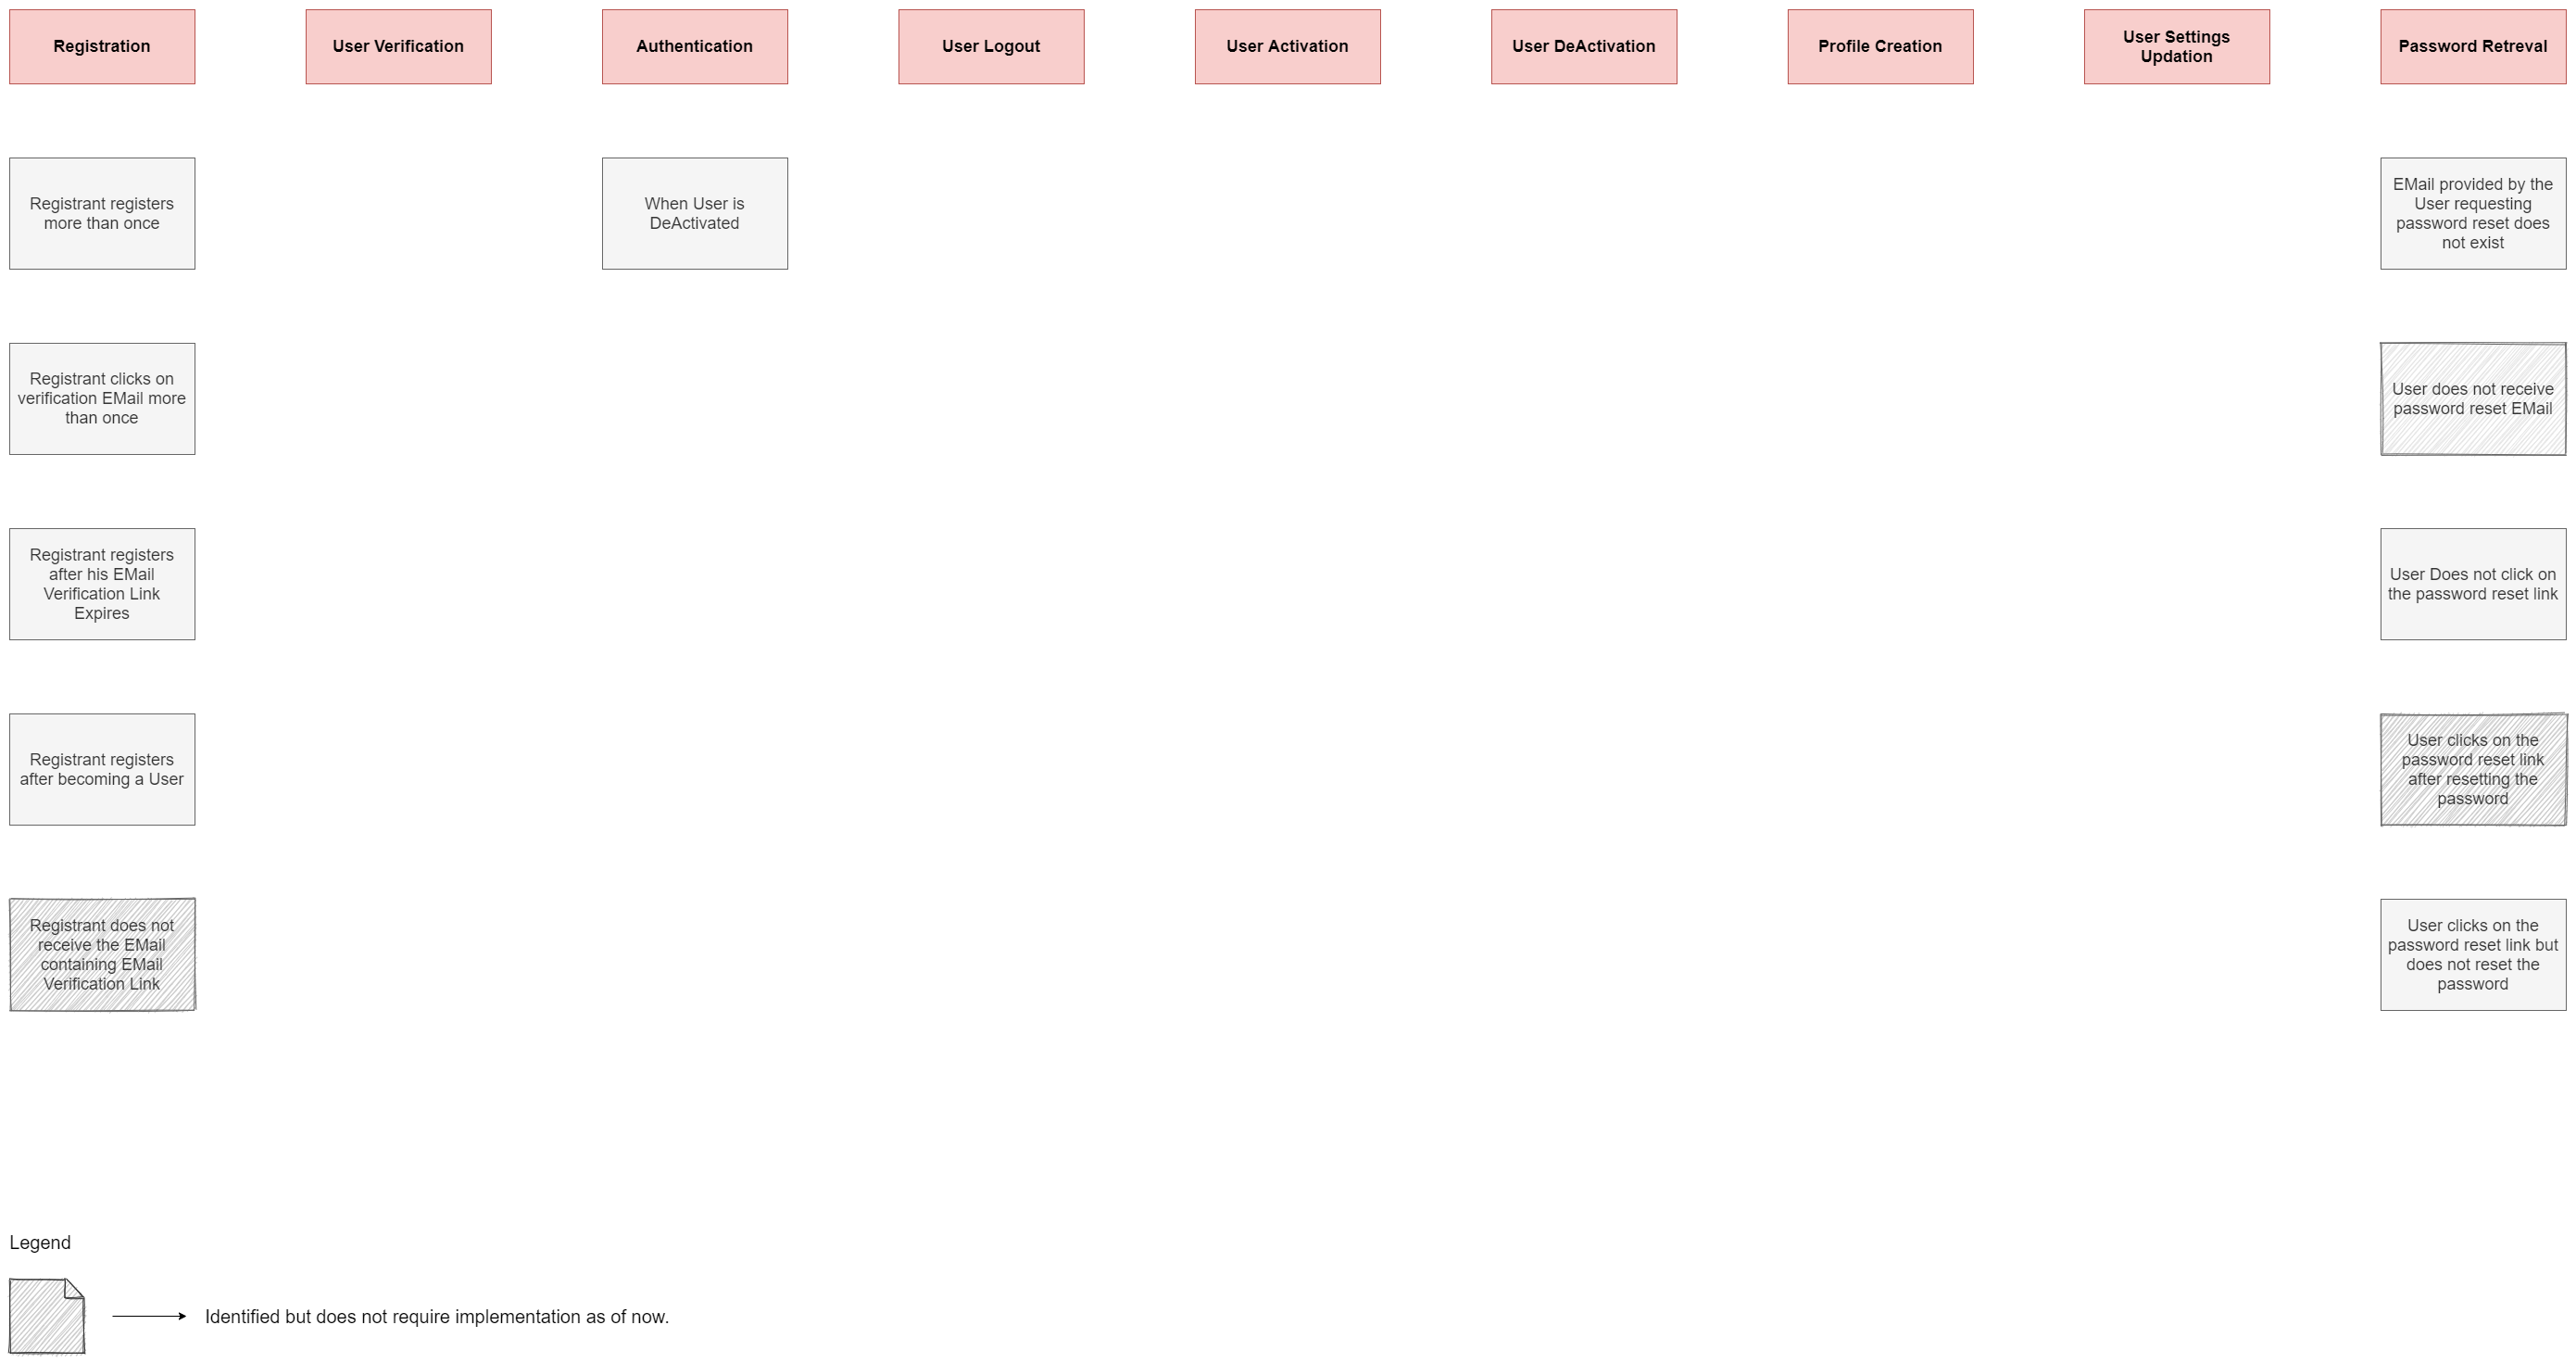 Registration
User Verification
Authentication
User Logout
User Activation
User DeActivation
Profile Creation
User Settings
Updation
Password Retreval
Registrant registers
more than once
When User is
DeActivated
EMail provided by the
User requesting
password reset does
not exist
Registrant clicks on
verification EMail more
than once
User does not receive
password reset EMail
Registrant registers
after his EMail
Verification Link
Expires
User Does not click on
the password reset link
Registrant registers
after becoming a User
User clicks on the
password reset link
after resetting the
password
Registrant does not
receive the EMail
containing EMail
Verification Link
User clicks on the
password reset link but
does not reset the
password
Legend
Identified but does not require implementation as of now.